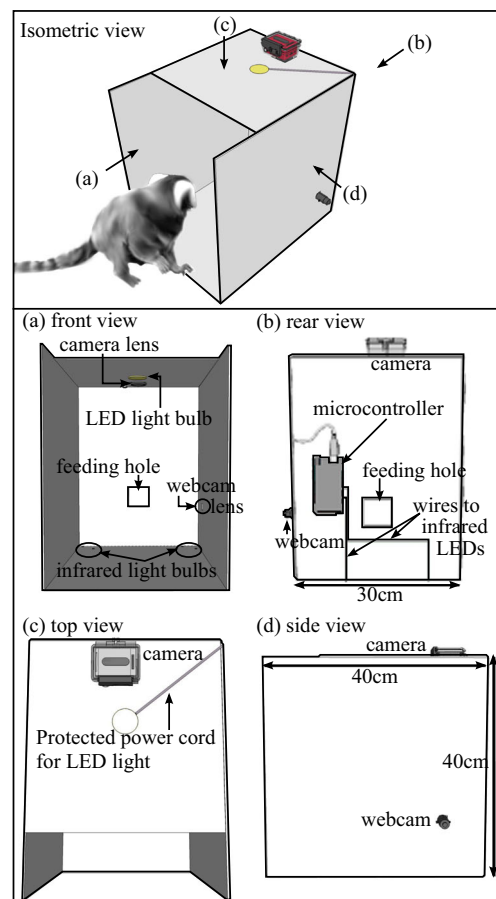 Isometric view
(c)
(b)
(a)
(d)
(a) front view
camera lens
LED light bulb
feeding hole
webcam
lens
infrared light bulbs
(b) rear view
camera
microcontroller
feeding hole
webcam
wires to
infrared
LEDs
30cm
(c) top view
camera
Protected power cord
for LED light
(d) side view
camera
40cm
40cm
webcam